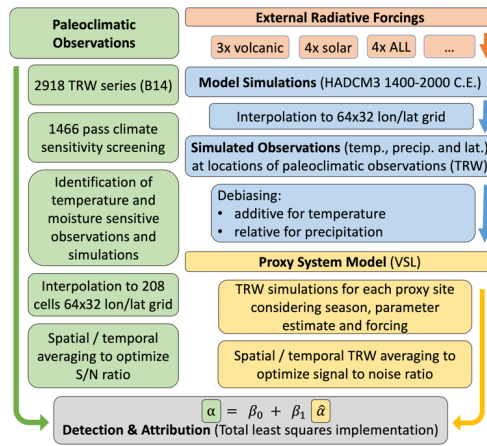 Paleoclimatic
Observations
2918 TRW series (B14)
1466 pass climate
sensitivity screening
Identification of
temperature and
moisture sensitive
observations and
simulations
Interpolation to 208
cells 64x32 lon/lat grid
Spatial / temporal
averaging to optimize
S/N ratio
External Radiative Forcings
3x volcanic
4x solar
4x ALL
...
Model Simulations (HADCM3 1400-2000 C.E.)
Interpolation to 64x32 lon/lat grid
Simulated Observations (temp., precip. and lat.)
at locations of paleoclimatic observations (TRW)
Debiasing:
• additive for temperature
• relative for precipitation
Proxy System Model (VSL)
TRW simulations for each proxy site
considering season, parameter
estimate and forcing
Spatial / temporal TRW averaging to
optimize signal to noise ratio
α = β₀ + β₁ α̂
Detection & Attribution (Total least squares implementation)